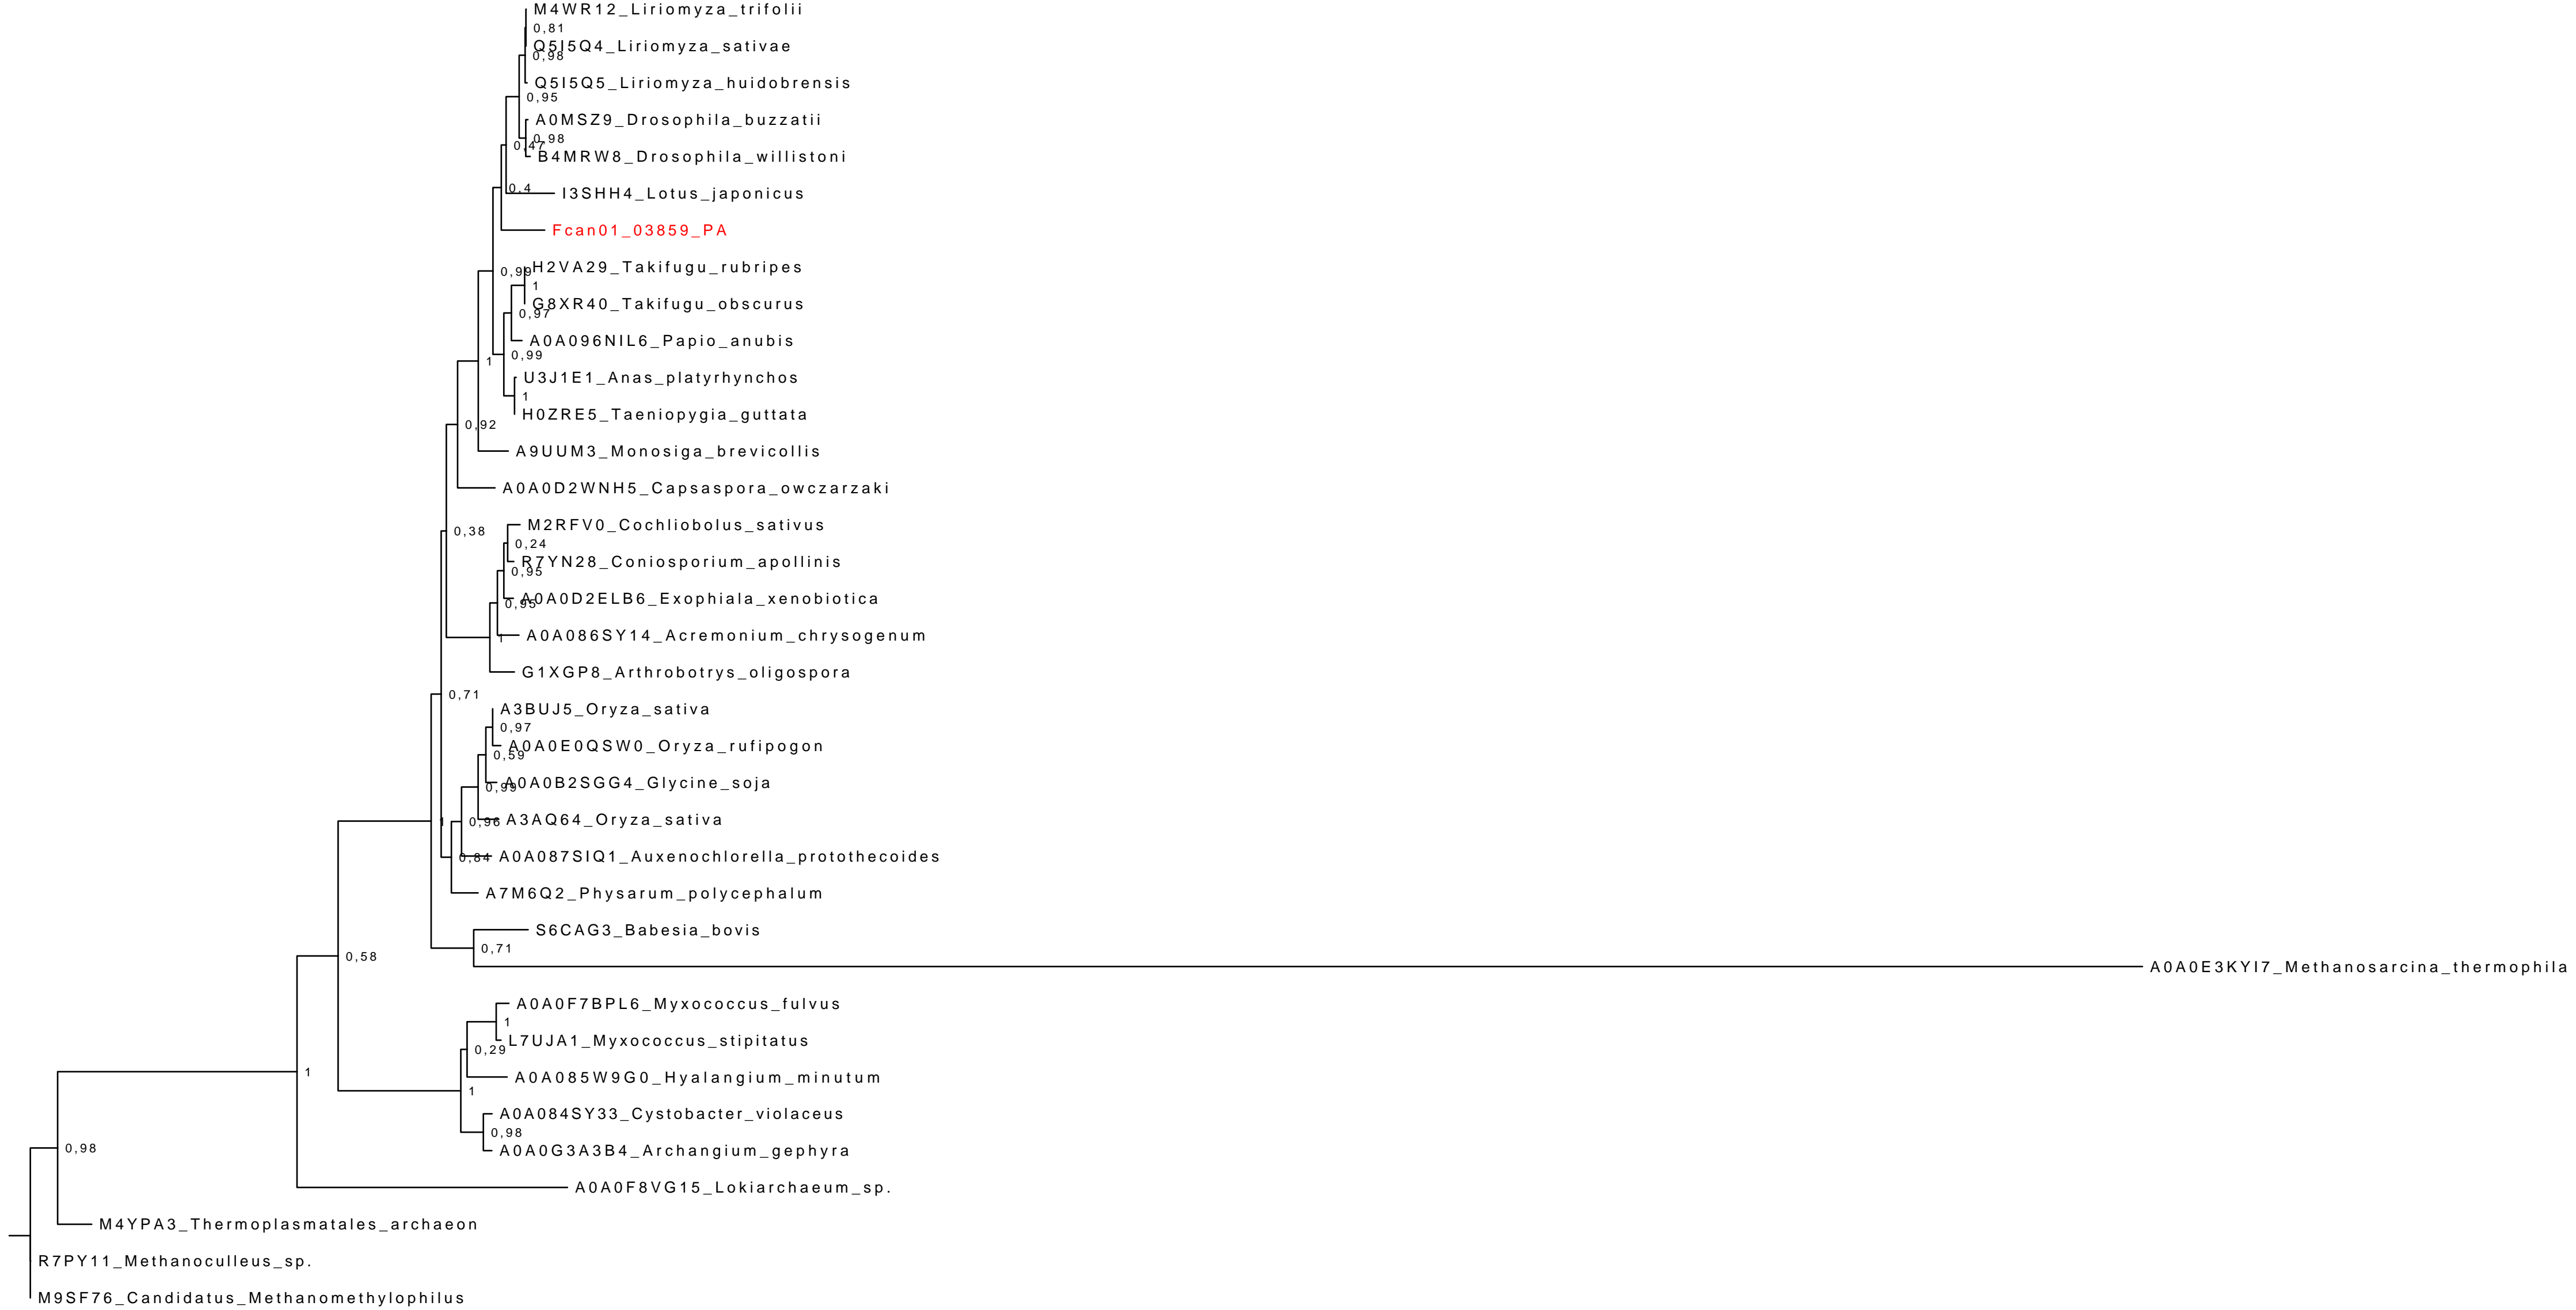 M4WR12_Liriomyza_trifolii
0,81
Q5I5Q4_Liriomyza_sativae
0,98
Q5I5Q5_Liriomyza_huidobrensis
0,95
A0MSZ9_Drosophila_buzzatii
0,98
0,47
B4MRW8_Drosophila_willistoni
0,4
I3SHH4_Lotus_japonicus
Fcan01_03859_PA
H2VA29_Takifugu_rubripes
0,99
1
G8XR40_Takifugu_obscurus
0,97
A0A096NIL6_Papio_anubis
0,99
1
U3J1E1_Anas_platyrhynchos
1
H0ZRE5_Taeniopygia_guttata
0,92
A9UUM3_Monosiga_brevicollis
A0A0D2WNH5_Capsaspora_owczarzaki
M2RFV0_Cochliobolus_sativus
0,38
0,24
R7YN28_Coniosporium_apollinis
0,95
A0A0D2ELB6_Exophiala_xenobiotica
0,95
A0A086SY14_Acremonium_chrysogenum
1
G1XGP8_Arthrobotrys_oligospora
0,71
A3BUJ5_Oryza_sativa
0,97
A0A0E0QSW0_Oryza_rufipogon
0,59
A0A0B2SGG4_Glycine_soja
0,99
A3AQ64_Oryza_sativa
1
0,96
A0A087SIQ1_Auxenochlorella_protothecoides
0,84
A7M6Q2_Physarum_polycephalum
S6CAG3_Babesia_bovis
0,71
0,58
A0A0E3KYI7_Methanosarcina_thermophila
A0A0F7BPL6_Myxococcus_fulvus
1
L7UJA1_Myxococcus_stipitatus
0,29
1
A0A085W9G0_Hyalangium_minutum
1
A0A084SY33_Cystobacter_violaceus
0,98
0,98
A0A0G3A3B4_Archangium_gephyra
A0A0F8VG15_Lokiarchaeum_sp.
M4YPA3_Thermoplasmatales_archaeon
R7PY11_Methanoculleus_sp.
M9SF76_Candidatus_Methanomethylophilus